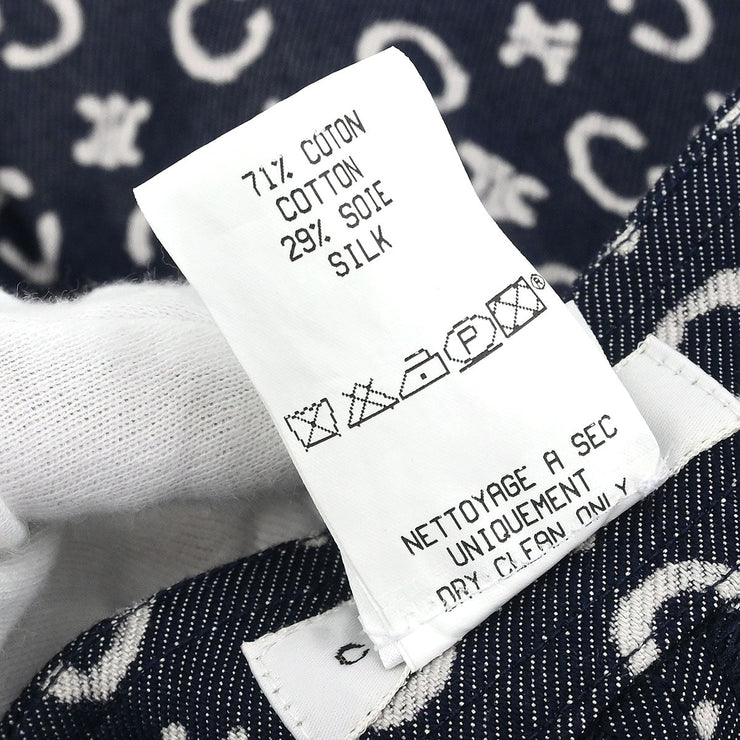 71% COTON
COTTON
29% SOIE
SILK
P ®
NETTOYAGE A SEC
UNIQUEMENT
DRY CLEAN ONLY
C